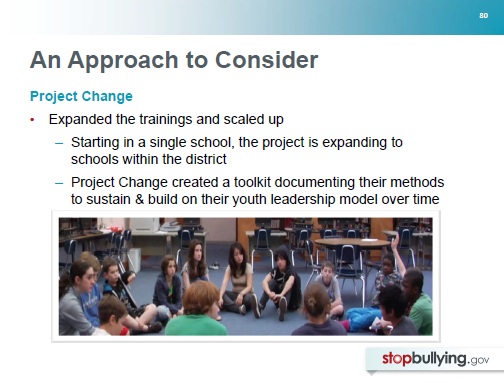 80
An Approach to Consider
Project Change
• Expanded the trainings and scaled up
– Starting in a single school, the project is expanding to
schools within the district
– Project Change created a toolkit documenting their methods
to sustain & build on their youth leadership model over time
stopbullying.gov